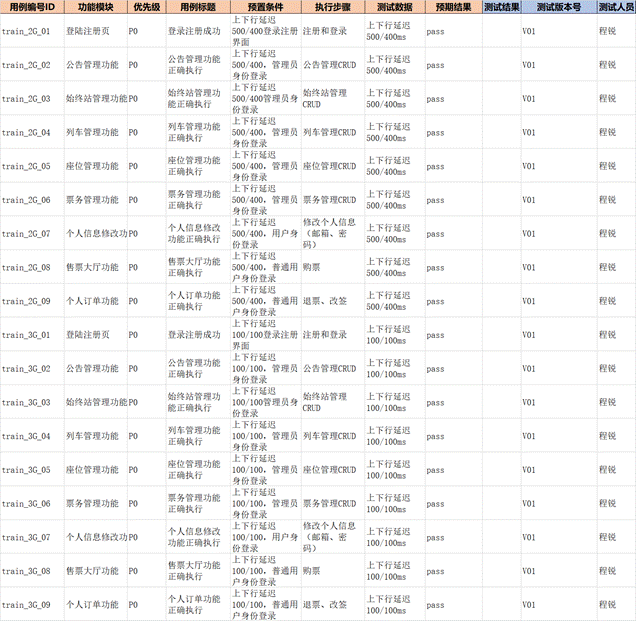 用例编号ID 功能模块 优先级 用例标题 预置条件 执行步骤 测试数据 预期结果 测试结果 测试版本号 测试人员
train_2G_01 登陆注册页 P0 登录注册成功 上下行延迟500/400登录注册界面 注册和登录 上下行延迟500/400ms pass V01 程锐
train_2G_02 公告管理功能 P0 公告管理功能正确执行 上下行延迟500/400，管理员身份登录 公告管理CRUD 上下行延迟500/400ms pass V01 程锐
train_2G_03 始终站管理功能 P0 始终站管理功能正确执行 上下行延迟500/400管理员身份登录 始终站管理CRUD 上下行延迟500/400ms pass V01 程锐
train_2G_04 列车管理功能 P0 列车管理功能正确执行 上下行延迟500/400，管理员身份登录 列车管理CRUD 上下行延迟500/400ms pass V01 程锐
train_2G_05 座位管理功能 P0 座位管理功能正确执行 上下行延迟500/400，管理员身份登录 座位管理CRUD 上下行延迟500/400ms pass V01 程锐
train_2G_06 票务管理功能 P0 票务管理功能正确执行 上下行延迟500/400，管理员身份登录 票务管理CRUD 上下行延迟500/400ms pass V01 程锐
train_2G_07 个人信息修改功 P0 个人信息修改功能正确执行 上下行延迟500/400，用户身份登录 修改个人信息（邮箱、密码） 上下行延迟500/400ms pass V01 程锐
train_2G_08 售票大厅功能 P0 售票大厅功能正确执行 上下行延迟500/400，普通用户身份登录 购票 上下行延迟500/400ms pass V01 程锐
train_2G_09 个人订单功能 P0 个人订单功能正确执行 上下行延迟500/400，普通用户身份登录 退票、改签 上下行延迟500/400ms pass V01 程锐
train_3G_01 登陆注册页 P0 登录注册成功 上下行延迟100/100登录注册界面 注册和登录 上下行延迟100/100ms pass V01 程锐
train_3G_02 公告管理功能 P0 公告管理功能正确执行 上下行延迟100/100，管理员身份登录 公告管理CRUD 上下行延迟100/100ms pass V01 程锐
train_3G_03 始终站管理功能 P0 始终站管理功能正确执行 上下行延迟100/100管理员身份登录 始终站管理CRUD 上下行延迟100/100ms pass V01 程锐
train_3G_04 列车管理功能 P0 列车管理功能正确执行 上下行延迟100/100，管理员身份登录 列车管理CRUD 上下行延迟100/100ms pass V01 程锐
train_3G_05 座位管理功能 P0 座位管理功能正确执行 上下行延迟100/100，管理员身份登录 座位管理CRUD 上下行延迟100/100ms pass V01 程锐
train_3G_06 票务管理功能 P0 票务管理功能正确执行 上下行延迟100/100，管理员身份登录 票务管理CRUD 上下行延迟100/100ms pass V01 程锐
train_3G_07 个人信息修改功 P0 个人信息修改功能正确执行 上下行延迟100/100，用户身份登录 修改个人信息（邮箱、密码） 上下行延迟100/100ms pass V01 程锐
train_3G_08 售票大厅功能 P0 售票大厅功能正确执行 上下行延迟100/100，普通用户身份登录 购票 上下行延迟100/100ms pass V01 程锐
train_3G_09 个人订单功能 P0 个人订单功能正确执行 上下行延迟100/100，普通用户身份登录 退票、改签 上下行延迟100/100ms pass V01 程锐